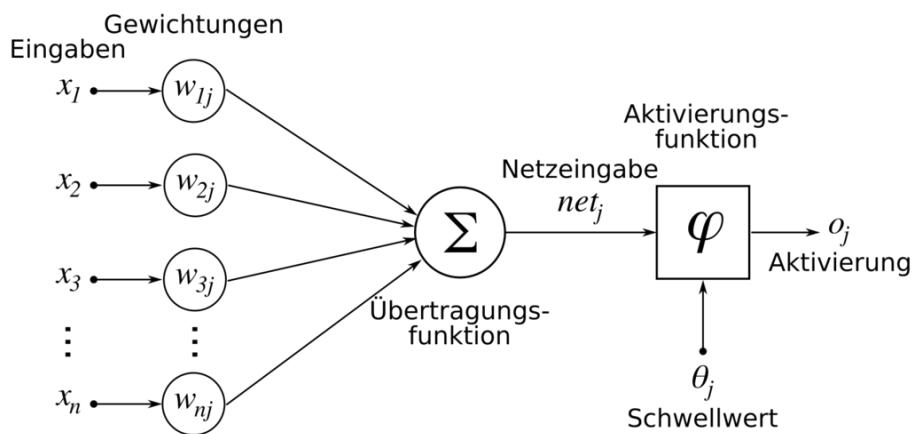 Gewichtungen
Eingaben
x1
w1j
x2
w2j
x3
w3j
xn
wnj
Σ
Übertragungs-
funktion
Netzeingabe
netj
Aktivierungs-
funktion
φ
oj
Aktivierung
θj
Schwellwert